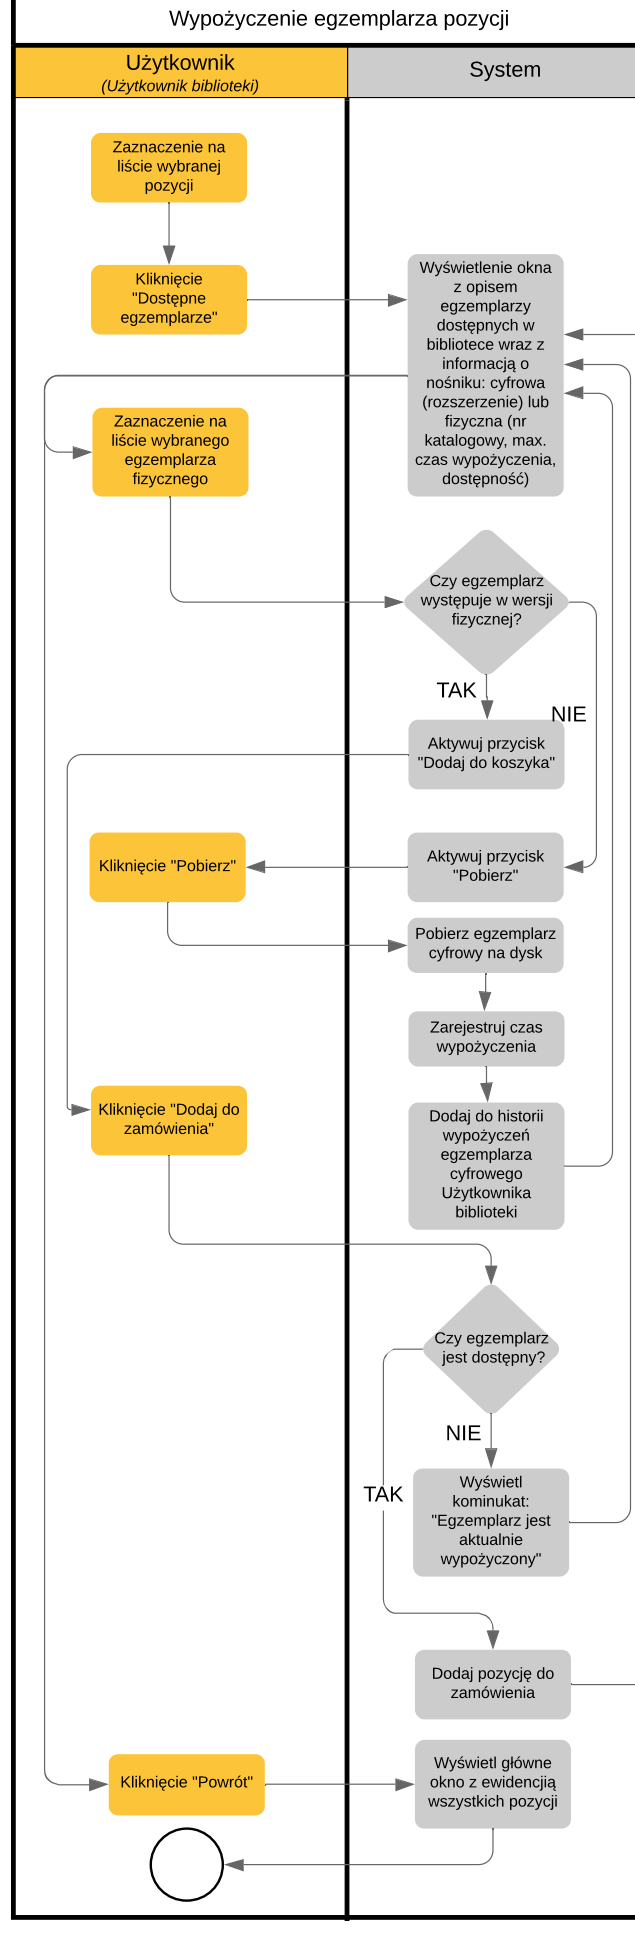 Wypożyczenie egzemplarza pozycji
Użytkownik
(Użytkownik biblioteki)
System
Zaznaczenie na
liście wybranej
pozycji
Kliknięcie
"Dostępne
egzemplarze"
Wyświetlenie okna
z opisem
egzemplarzy
dostępnych w
bibliotece wraz z
informacją o
nośniku: cyfrowa
(rozszerzenie) lub
fizyczna (nr
katalogowy, max.
czas wypożyczenia,
dostępność)
Zaznaczenie na
liście wybranego
egzemplarza
fizycznego
Czy egzemplarz
występuje w wersji
fizycznej?
TAK
NIE
Aktywuj przycisk
"Dodaj do koszyka"
Kliknięcie "Pobierz"
Aktywuj przycisk
"Pobierz"
Pobierz egzemplarz
cyfrowy na dysk
Zarejestruj czas
wypożyczenia
Kliknięcie "Dodaj do
zamówienia"
Dodaj do historii
wypożyczeń
egzemplarza
cyfrowego
Użytkownika
biblioteki
Czy egzemplarz
jest dostępny?
NIE
TAK
Wyświetl
kominukat:
"Egzemplarz jest
aktualnie
wypożyczony"
Dodaj pozycję do
zamówienia
Kliknięcie "Powrót"
Wyświetl główne
okno z ewidencjią
wszystkich pozycji